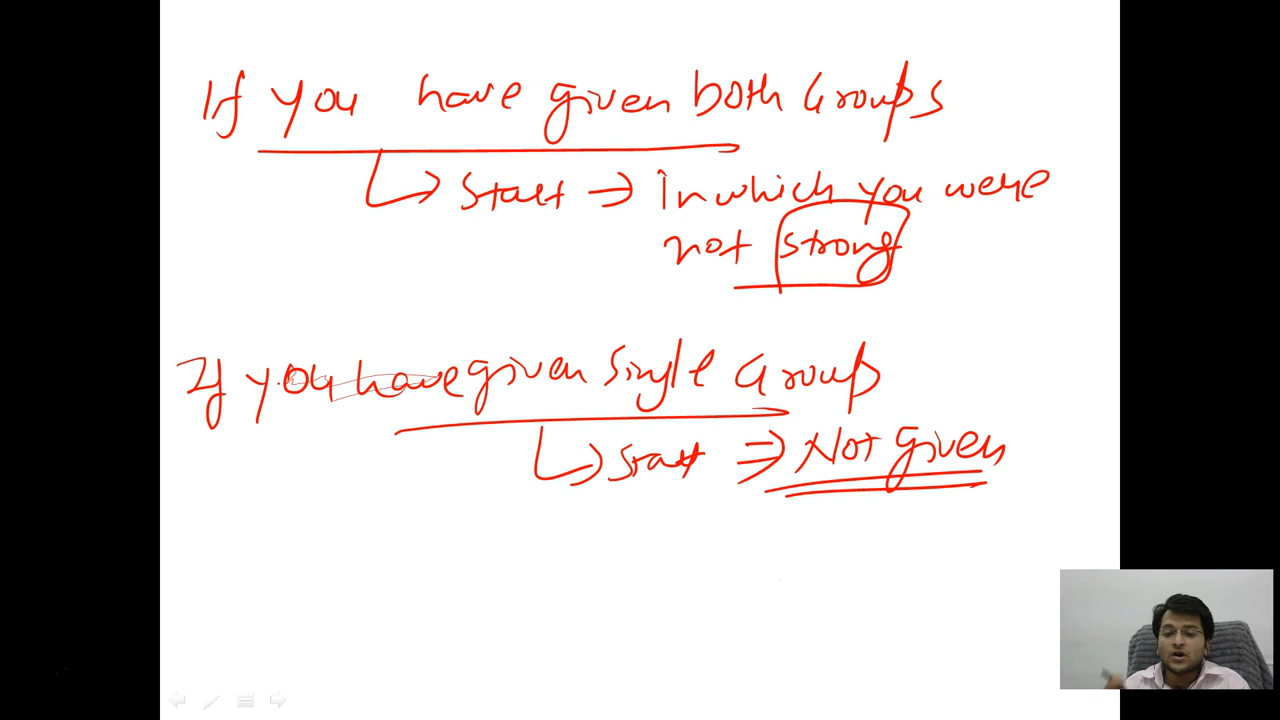 If you have given both Groups
Start ⇒ In which you were
not strong
If you have given Single Group
Start ⇒ Not given